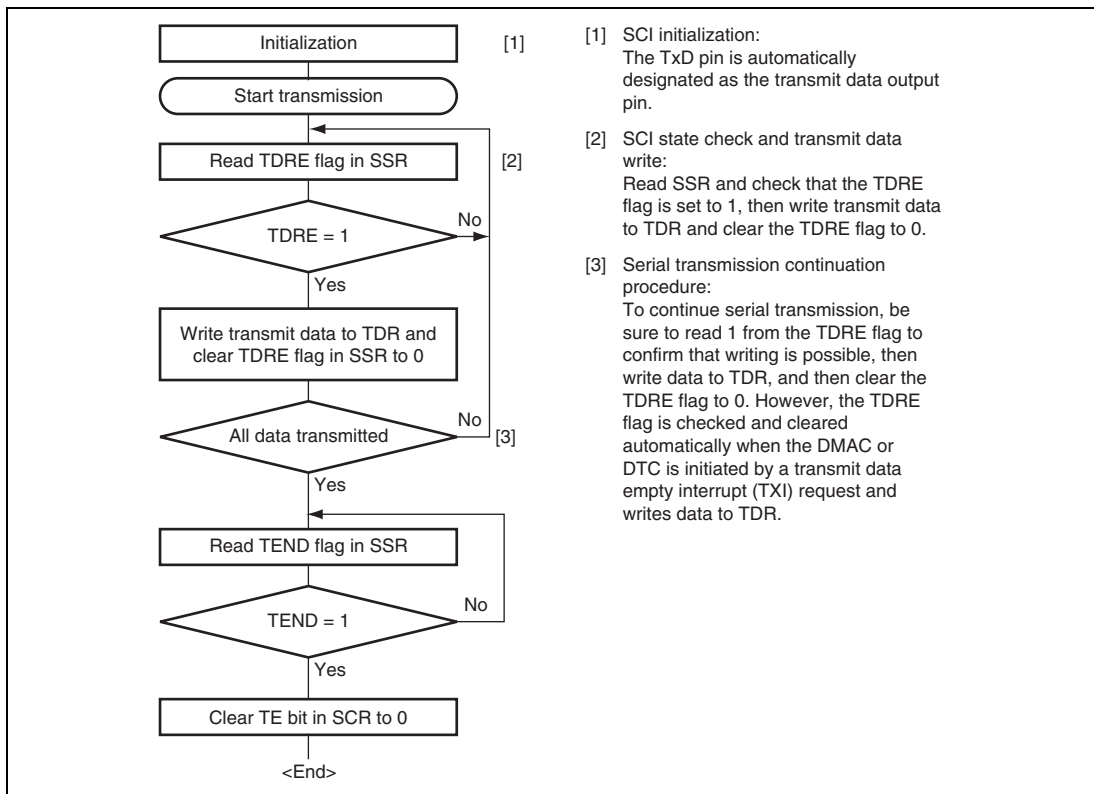 Initialization
[1]
Start transmission
Read TDRE flag in SSR
[2]
TDRE = 1
No
Yes
Write transmit data to TDR and
clear TDRE flag in SSR to 0
All data transmitted
No
[3]
Yes
Read TEND flag in SSR
TEND = 1
No
Yes
Clear TE bit in SCR to 0
<End>
[1] SCI initialization:
The TxD pin is automatically
designated as the transmit data output
pin.
[2] SCI state check and transmit data
write:
Read SSR and check that the TDRE
flag is set to 1, then write transmit data
to TDR and clear the TDRE flag to 0.
[3] Serial transmission continuation
procedure:
To continue serial transmission, be
sure to read 1 from the TDRE flag to
confirm that writing is possible, then
write data to TDR, and then clear the
TDRE flag to 0. However, the TDRE
flag is checked and cleared
automatically when the DMAC or
DTC is initiated by a transmit data
empty interrupt (TXI) request and
writes data to TDR.